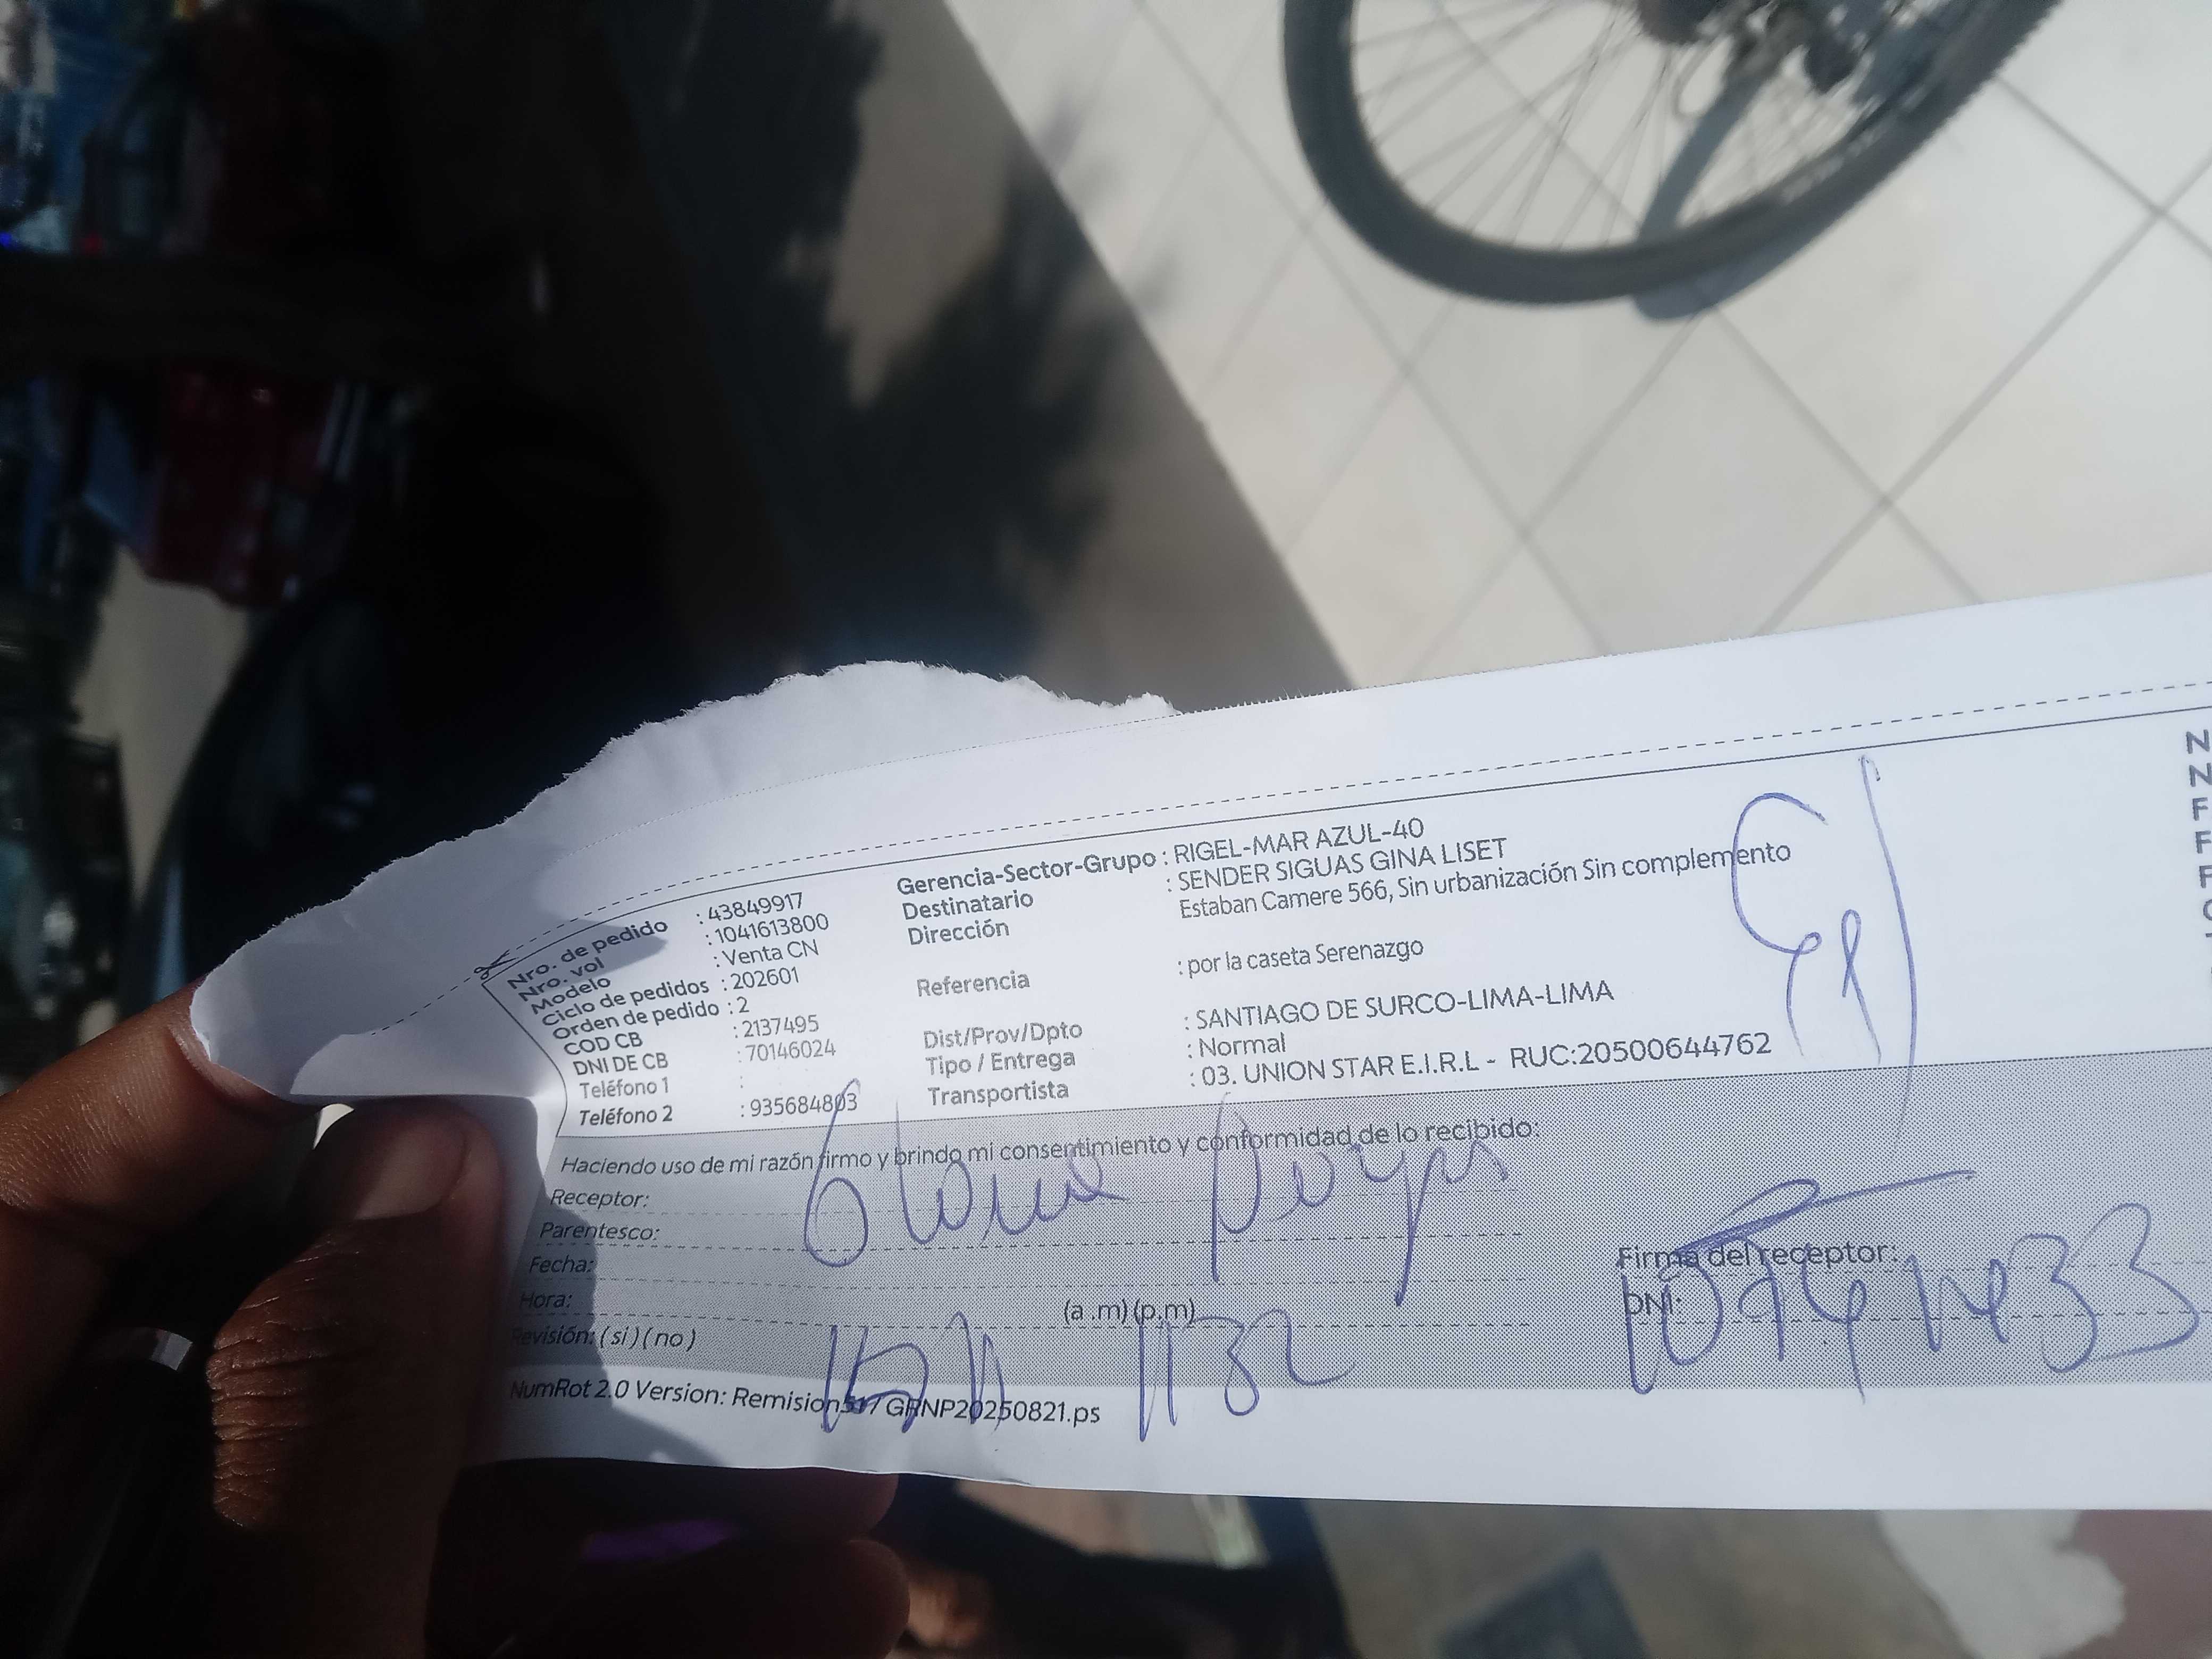 Nro. de pedido : 43849917
Nro. vol : 1041613800
Modelo : Venta CN
Ciclo de pedidos : 202601
Orden de pedido : 2
COD CB : 2137495
DNI DE CB : 70146024
Teléfono 1 :
Teléfono 2 : 935684803
Gerencia-Sector-Grupo : RIGEL-MAR AZUL-40
Destinatario : SENDER SIGUAS GINA LISET
Dirección Estaban Camere 566, Sin urbanización Sin complemento
Referencia : por la caseta Serenazgo
Dist/Prov/Dpto : SANTIAGO DE SURCO-LIMA-LIMA
Tipo / Entrega : Normal
Transportista : 03. UNION STAR E.I.R.L - RUC:20500644762
N
N
F
F
F
Haciendo uso de mi razón firmo y brindo mi consentimiento y conformidad de lo recibido:
Receptor:
Parentesco:
Fecha:
Hora: (a .m) (p.m)
Revisión: ( si ) ( no )
Firma del receptor:
DNI:
1132
NumRot 2.0 Version: Remision517 GRNP20250821.ps